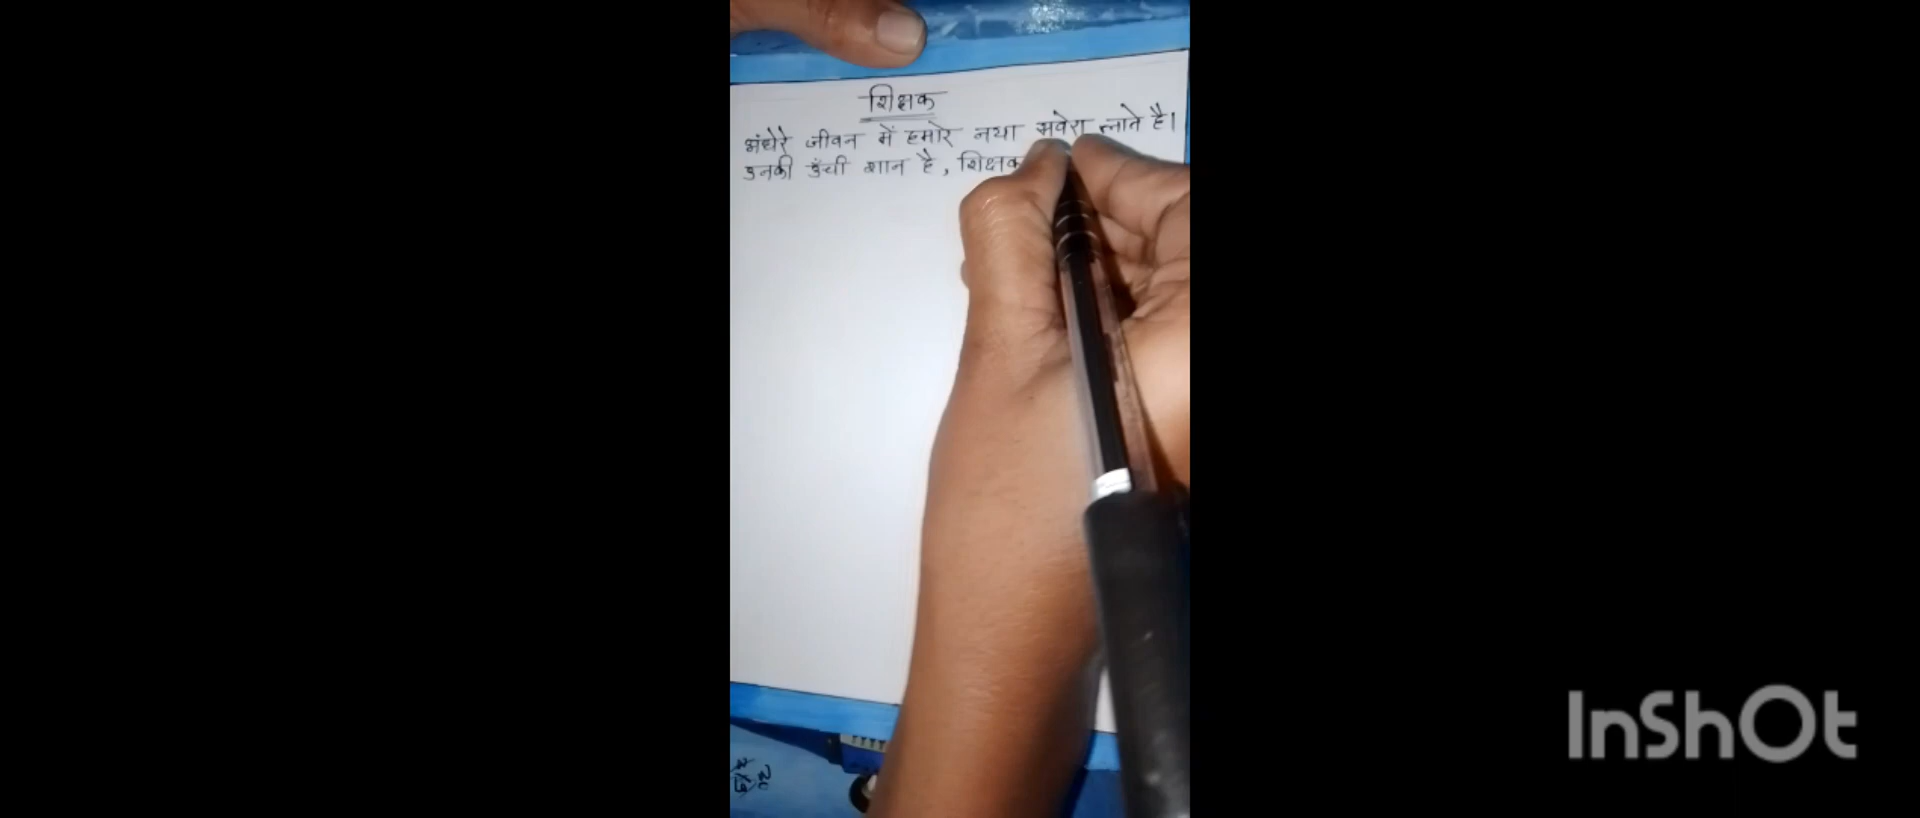 शिक्षक
अंधेरे जीवन में हमारे नया सवेरा लाते है।
उनकी ऊँची शान है, शिक्षक
InShOt